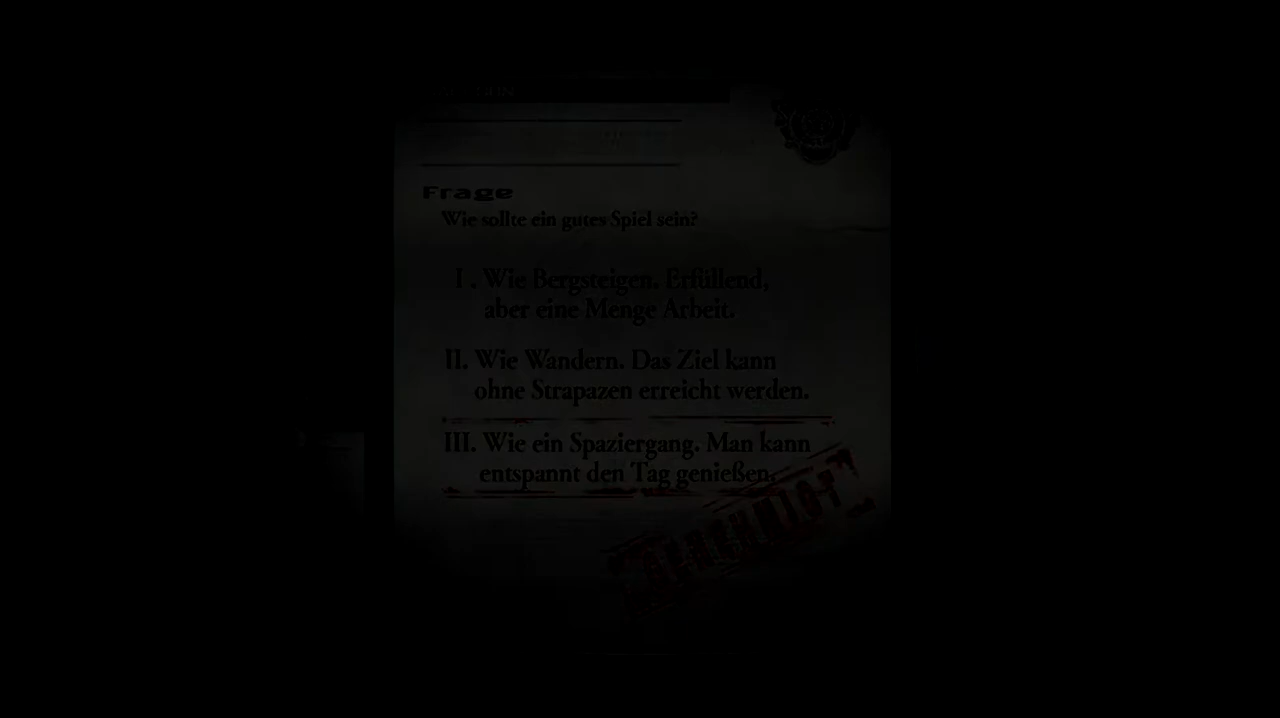 Frage
Wie sollte ein gutes Spiel sein?
I. Wie Bergsteigen. Erfüllend,
aber eine Menge Arbeit.
II. Wie Wandern. Das Ziel kann
ohne Strapazen erreicht werden.
III. Wie ein Spaziergang. Man kann
entspannt den Tag genießen.